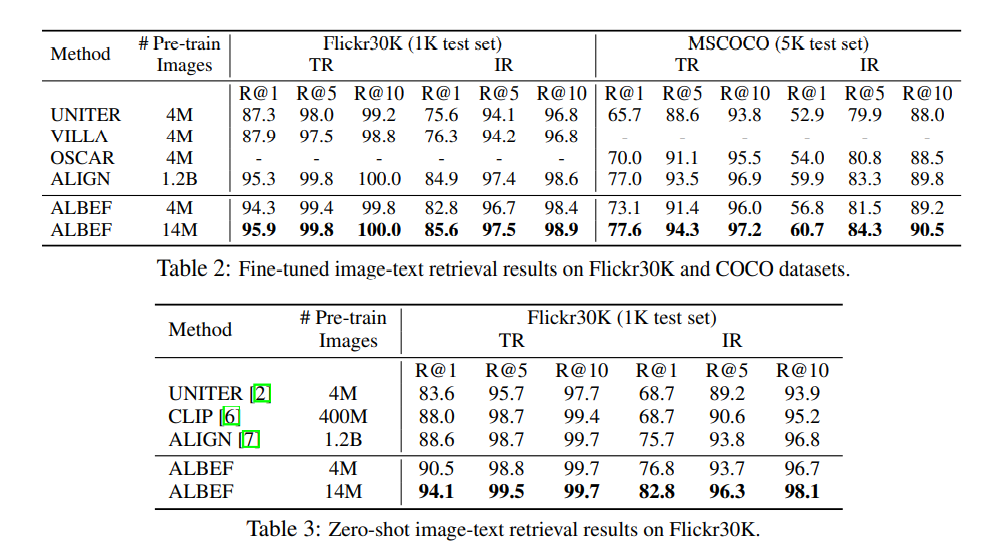 Method # Pre-train Images Flickr30K (1K test set) MSCOCO (5K test set)
TR IR TR IR
R@1 R@5 R@10 R@1 R@5 R@10 R@1 R@5 R@10 R@1 R@5 R@10
UNITER 4M 87.3 98.0 99.2 75.6 94.1 96.8 65.7 88.6 93.8 52.9 79.9 88.0
VILLA 4M 87.9 97.5 98.8 76.3 94.2 96.8 - - - - - -
OSCAR 4M - - - - - - 70.0 91.1 95.5 54.0 80.8 88.5
ALIGN 1.2B 95.3 99.8 100.0 84.9 97.4 98.6 77.0 93.5 96.9 59.9 83.3 89.8
ALBEF 4M 94.3 99.4 99.8 82.8 96.7 98.4 73.1 91.4 96.0 56.8 81.5 89.2
ALBEF 14M 95.9 99.8 100.0 85.6 97.5 98.9 77.6 94.3 97.2 60.7 84.3 90.5
Table 2: Fine-tuned image-text retrieval results on Flickr30K and COCO datasets.
Method # Pre-train Images Flickr30K (1K test set)
TR IR
R@1 R@5 R@10 R@1 R@5 R@10
UNITER [2] 4M 83.6 95.7 97.7 68.7 89.2 93.9
CLIP [6] 400M 88.0 98.7 99.4 68.7 90.6 95.2
ALIGN [7] 1.2B 88.6 98.7 99.7 75.7 93.8 96.8
ALBEF 4M 90.5 98.8 99.7 76.8 93.7 96.7
ALBEF 14M 94.1 99.5 99.7 82.8 96.3 98.1
Table 3: Zero-shot image-text retrieval results on Flickr30K.